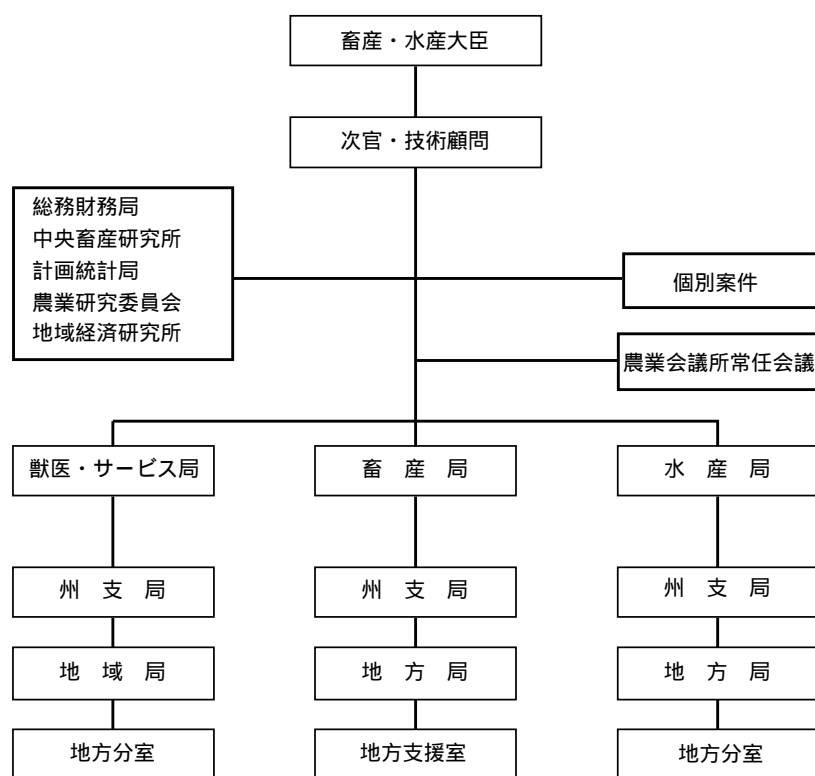 畜産・水産大臣
次官・技術顧問
総務財務局
中央畜産研究所
計画統計局
農業研究委員会
地域経済研究所
個別案件
農業会議所常任会議
獣医・サービス局
畜 産 局
水 産 局
州 支 局
州 支 局
州 支 局
地 域 局
地 方 局
地 方 局
地方分室
地方支援室
地方分室